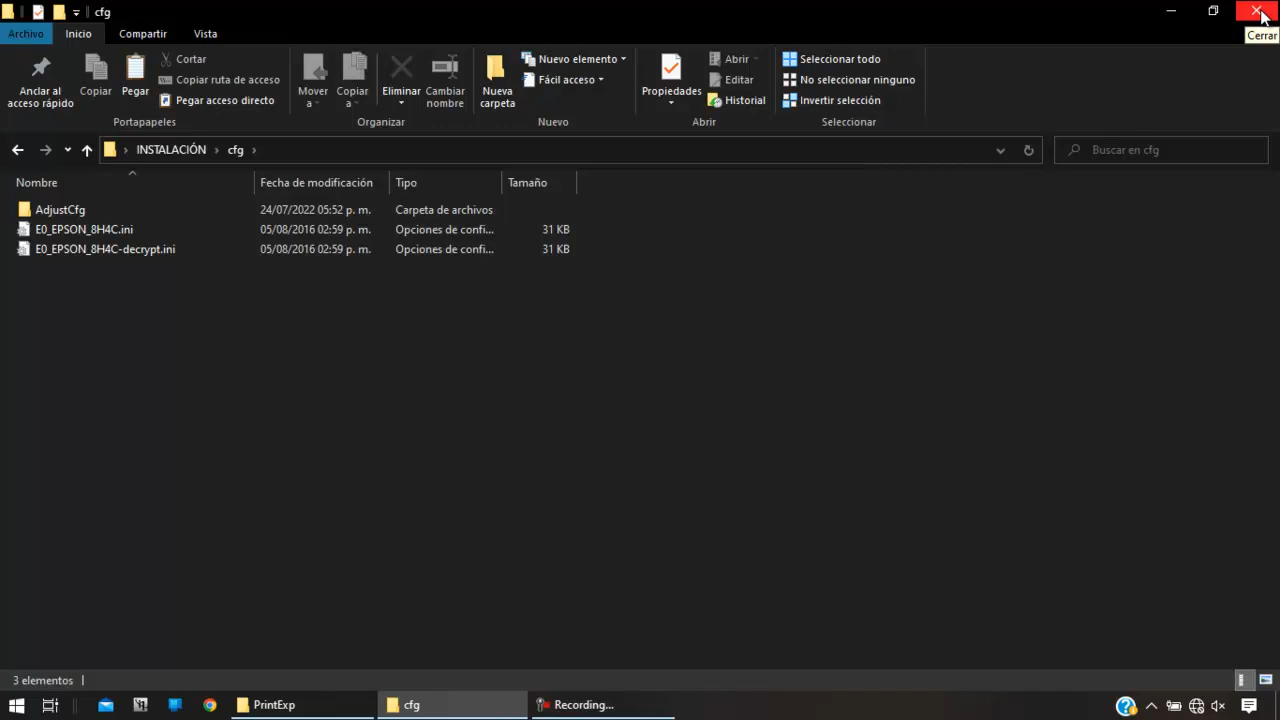 cfg
Cerrar
Archivo Inicio Compartir Vista
Anclar al acceso rápido
Copiar
Pegar
Cortar
Copiar ruta de acceso
Pegar acceso directo
Portapapeles
Mover a
Copiar a
Eliminar
Cambiar nombre
Organizar
Nueva carpeta
Nuevo elemento
Fácil acceso
Nuevo
Propiedades
Abrir
Editar
Historial
Abrir
Seleccionar todo
No seleccionar ninguno
Invertir selección
Seleccionar
INSTALACIÓN > cfg >
Buscar en cfg
Nombre Fecha de modificación Tipo Tamaño
AdjustCfg 24/07/2022 05:52 p. m. Carpeta de archivos
E0_EPSON_8H4C.ini 05/08/2016 02:59 p. m. Opciones de confi... 31 KB
E0_EPSON_8H4C-decrypt.ini 05/08/2016 02:59 p. m. Opciones de confi... 31 KB
3 elementos
PrintExp cfg Recording...